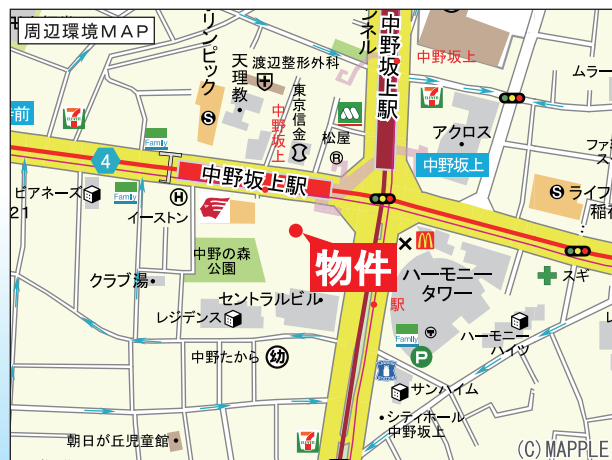 周辺環境MAP
リンピック
天理教
渡辺整形外科
ンネル
中野坂上駅
中野坂上
ムラー
前
東京信金
中野坂上
松屋
アクロス
中野坂上
Family
4
中野坂上駅
ピアネーズ
21
Family
イーストン
ライフ
稲荷
中野の森
公園
物件
ハーモニー
タワー
スギ
クラブ湯
セントラルビル
駅
レジデンス
Family
ハーモニー
ハイツ
中野たから
幼
P
サンハイム
シティホール
中野坂上
朝日が丘児童館
(C)MAPPLE